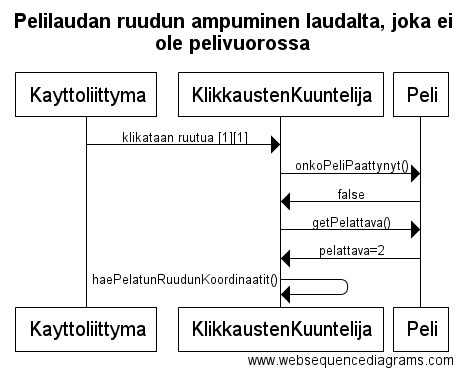 Pelilaudan ruudun ampuminen laudalta, joka ei
ole pelivuorossa
Kayttoliittyma KlikkaustenKuuntelija Peli
klikataan ruutua [1][1]
onkoPeliPaattynyt()
false
getPelattava()
pelattava=2
haePelatunRuudunKoordinaatit()
Kayttoliittyma KlikkaustenKuuntelija Peli
www.websequencediagrams.com